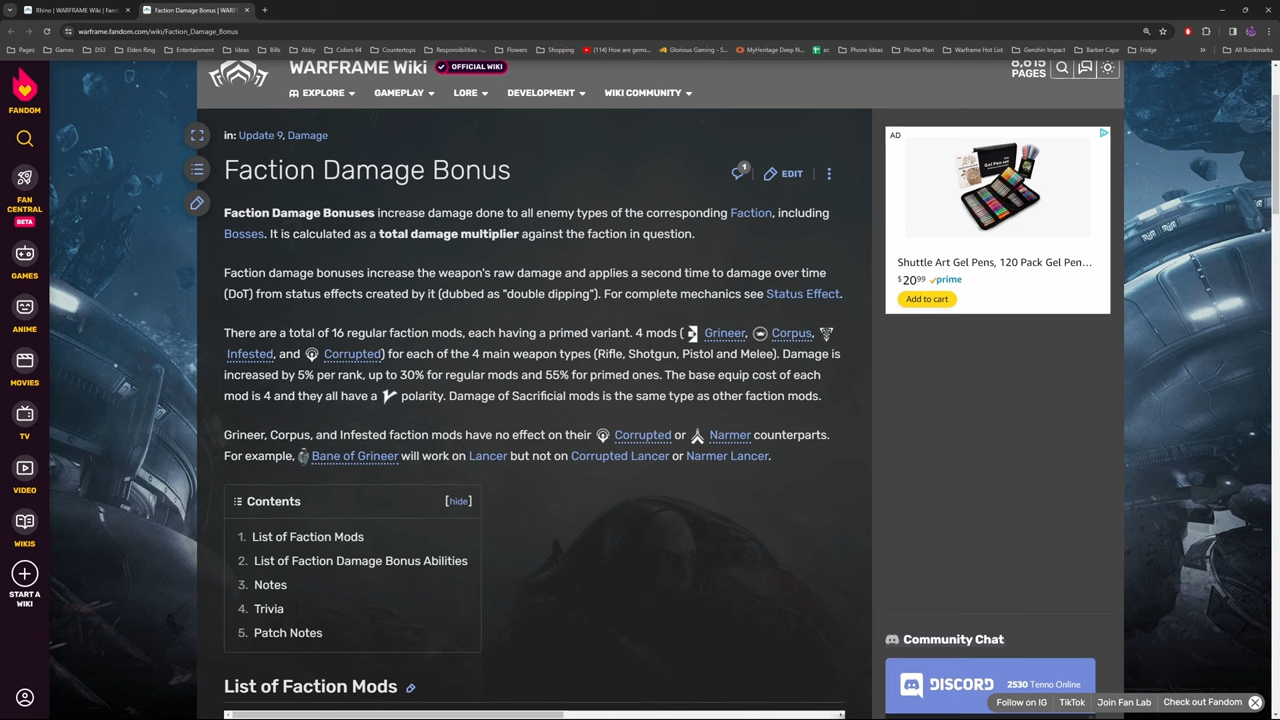 Rhino | WARFRAME Wiki | Fand
Faction Damage Bonus | WARF
warframe.fandom.com/wiki/Faction_Damage_Bonus
Pages
Games
DS3
Elden Ring
Entertainment
Ideas
Bills
Abby
Colors 64
Countertops
Responsibilities -...
Flowers
Shopping
(114) How are gems...
Glorious Gaming - S...
MyHeritage Deep N...
ec
Phone Ideas
Phone Plan
Warframe Hot List
Genshin Impact
Barber Cape
Fridge
All Bookmarks
FANDOM
FAN CENTRAL
BETA
GAMES
ANIME
MOVIES
TV
VIDEO
WIKIS
START A WIKI
WARFRAME Wiki
OFFICIAL WIKI
8,615
PAGES
EXPLORE
GAMEPLAY
LORE
DEVELOPMENT
WIKI COMMUNITY
in: Update 9, Damage
Faction Damage Bonus
1
EDIT
Faction Damage Bonuses increase damage done to all enemy types of the corresponding Faction, including
Bosses. It is calculated as a total damage multiplier against the faction in question.
Faction damage bonuses increase the weapon's raw damage and applies a second time to damage over time
(DoT) from status effects created by it (dubbed as "double dipping"). For complete mechanics see Status Effect.
There are a total of 16 regular faction mods, each having a primed variant. 4 mods ( Grineer, Corpus,
Infested, and Corrupted) for each of the 4 main weapon types (Rifle, Shotgun, Pistol and Melee). Damage is
increased by 5% per rank, up to 30% for regular mods and 55% for primed ones. The base equip cost of each
mod is 4 and they all have a polarity. Damage of Sacrificial mods is the same type as other faction mods.
Grineer, Corpus, and Infested faction mods have no effect on their Corrupted or Narmer counterparts.
For example, Bane of Grineer will work on Lancer but not on Corrupted Lancer or Narmer Lancer.
Contents
[hide]
1. List of Faction Mods
2. List of Faction Damage Bonus Abilities
3. Notes
4. Trivia
5. Patch Notes
List of Faction Mods
AD
Shuttle Art Gel Pens, 120 Pack Gel Pen...
$20⁹⁹ prime
Add to cart
Community Chat
DISCORD
2530 Tenno Online
Follow on IG
TikTok
Join Fan Lab
Check out Fandom